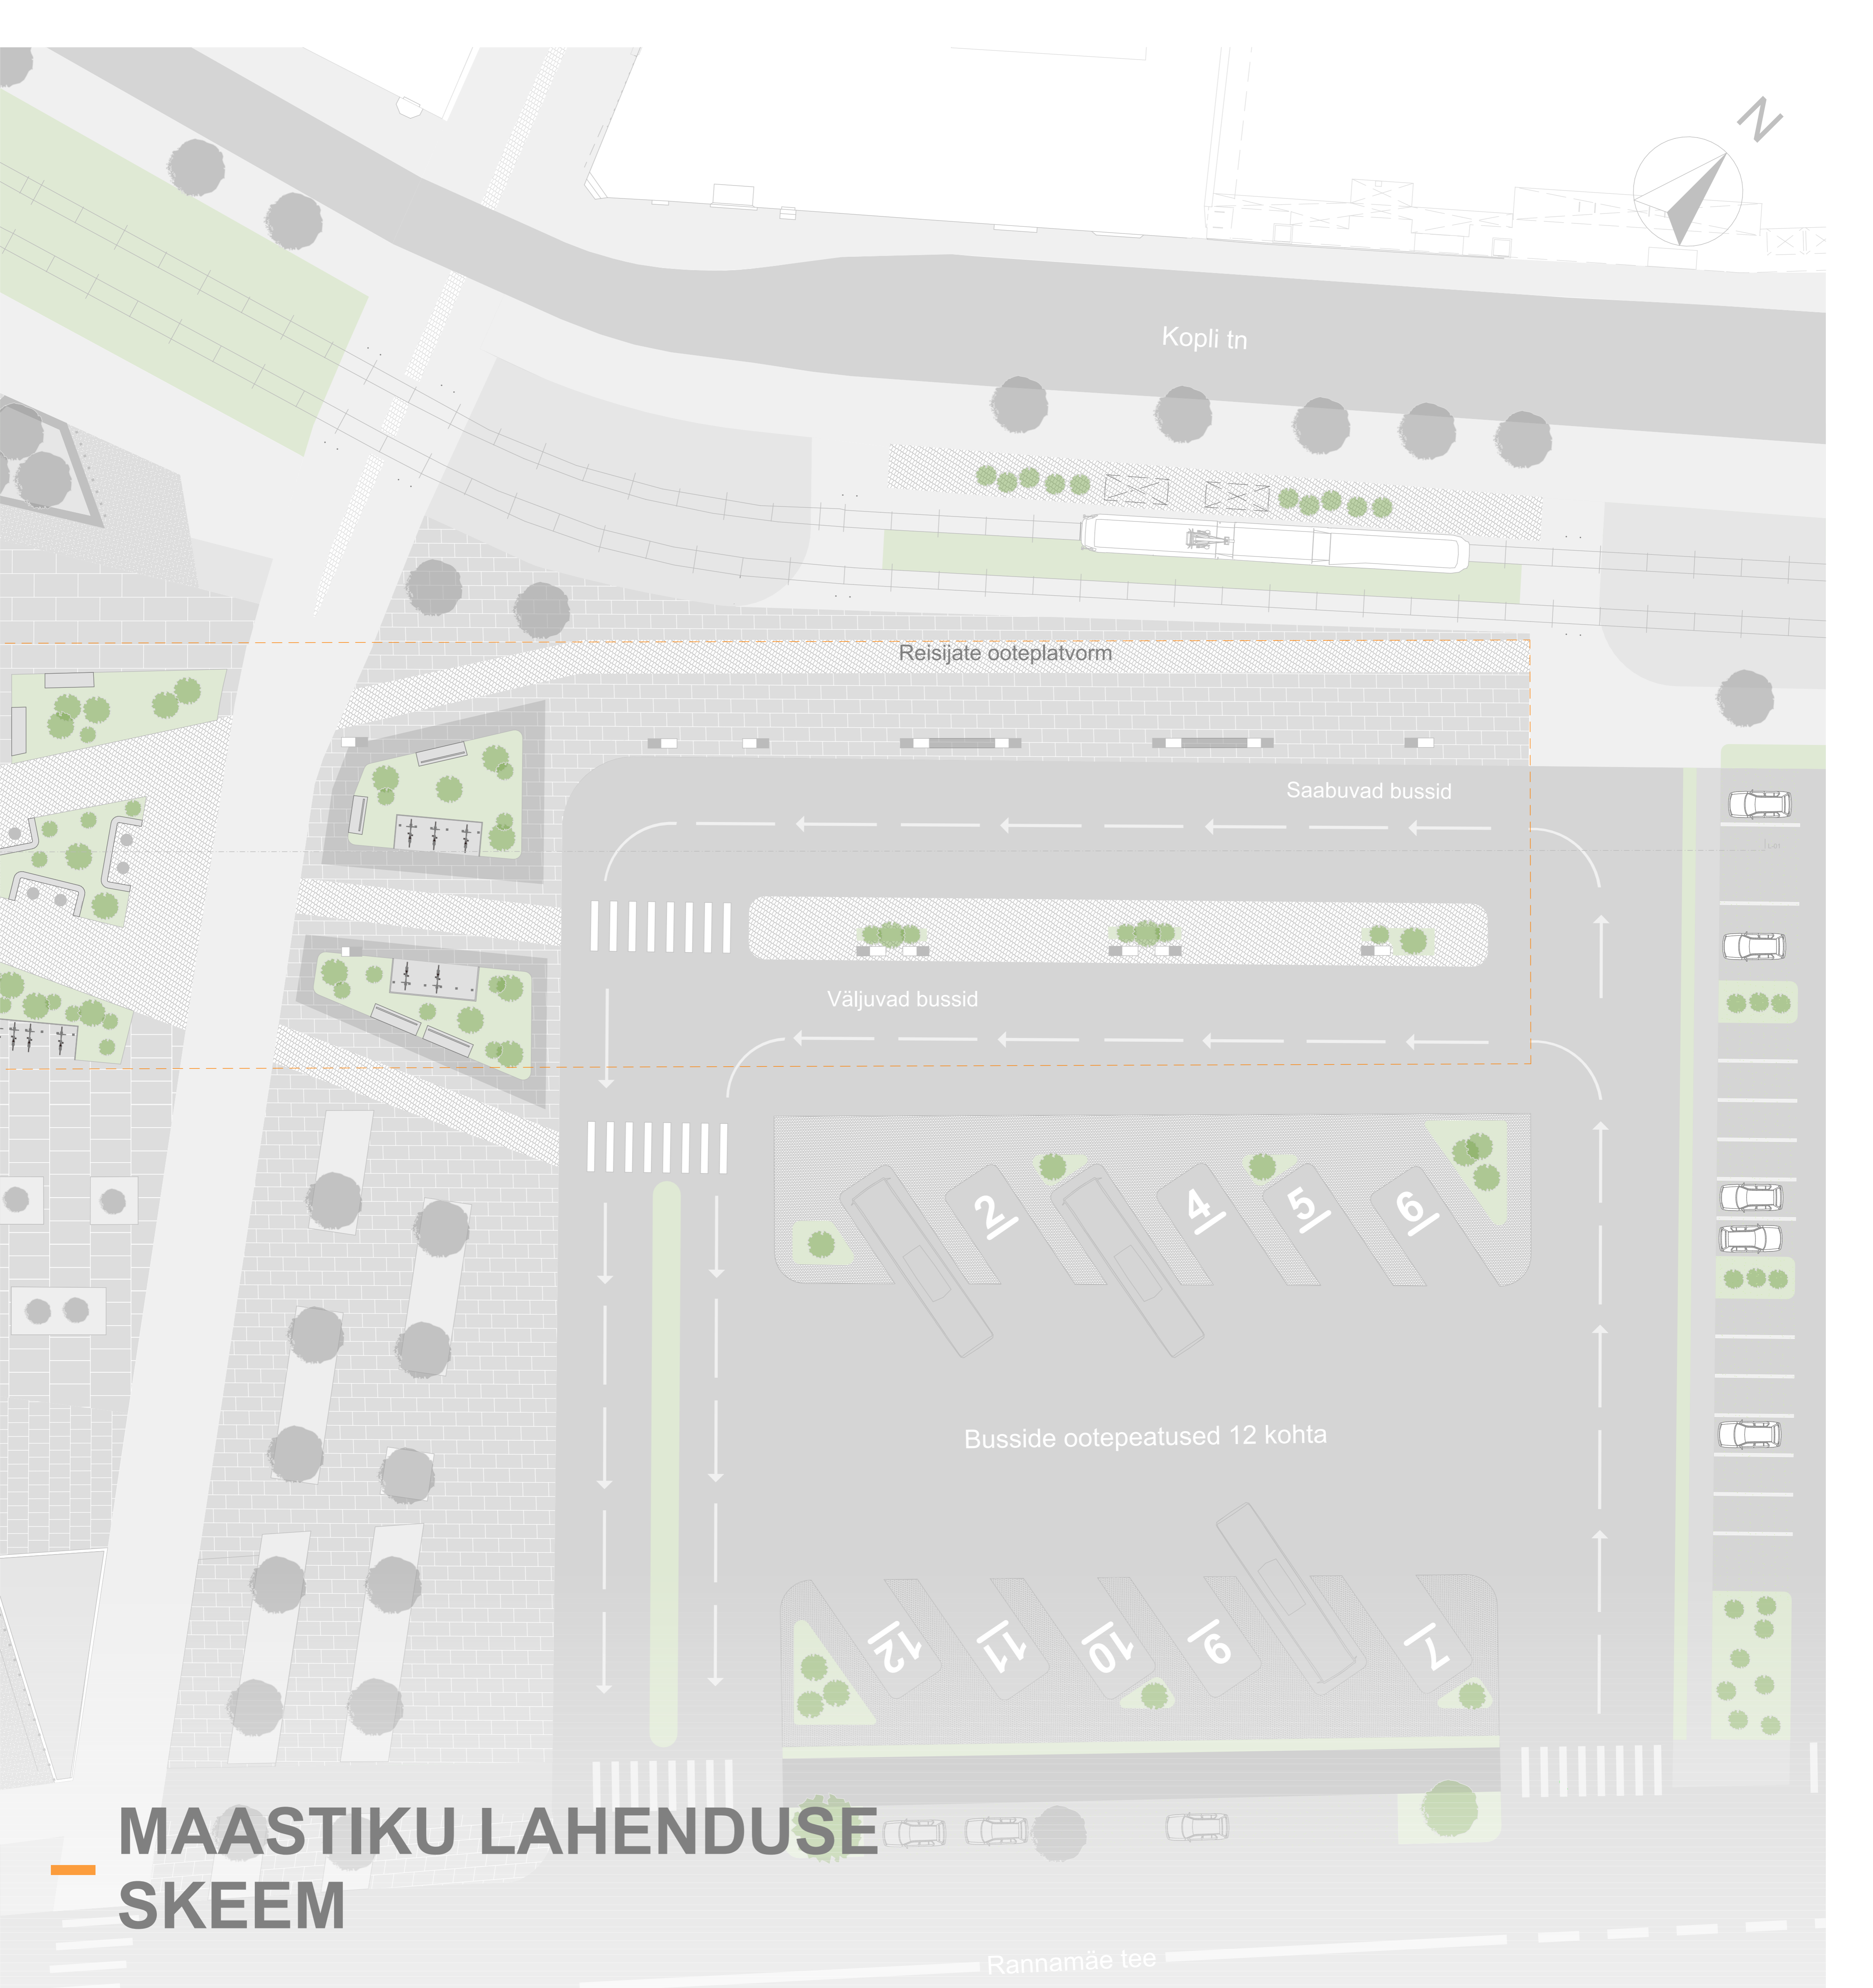 N
Kopli tn
Reisijate ooteplatvorm
Saabuvad bussid
Väljuvad bussid
2
4
5
6
Busside ootepeatused 12 kohta
12
11
10
9
7
MAASTIKU LAHENDUSE
SKEEM
Rannamäe tee